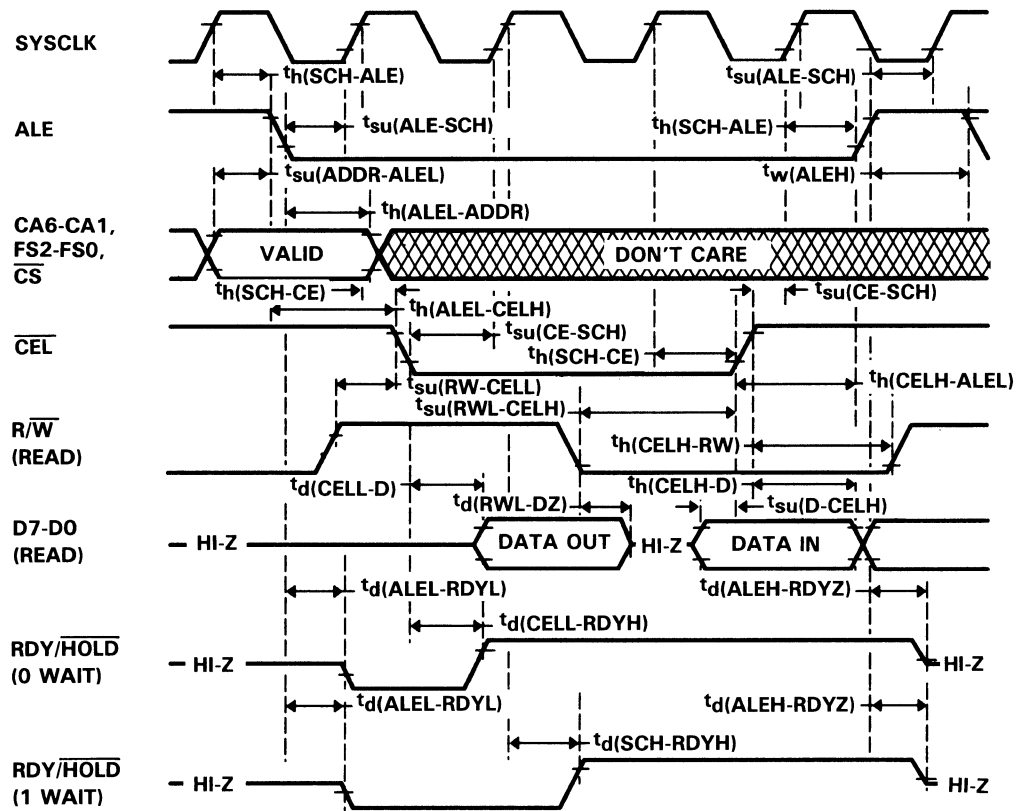 SYSCLK
th(SCH-ALE)
tsu(ALE-SCH)
ALE
tsu(ALE-SCH)
th(SCH-ALE)
tsu(ADDR-ALEL)
tw(ALEH)
th(ALEL-ADDR)
CA6-CA1,
FS2-FS0,
CS
VALID
DON'T CARE
th(SCH-CE)
tsu(CE-SCH)
th(ALEL-CELH)
CEL
tsu(CE-SCH)
th(SCH-CE)
tsu(RW-CELL)
th(CELH-ALEL)
tsu(RWL-CELH)
R/W
(READ)
th(CELH-RW)
td(CELL-D)
th(CELH-D)
td(RWL-DZ)
tsu(D-CELH)
D7-D0
(READ)
HI-Z
DATA OUT
HI-Z
DATA IN
td(ALEL-RDYL)
td(ALEH-RDYZ)
td(CELL-RDYH)
RDY/HOLD
(0 WAIT)
HI-Z
HI-Z
td(ALEL-RDYL)
td(ALEH-RDYZ)
td(SCH-RDYH)
RDY/HOLD
(1 WAIT)
HI-Z
HI-Z